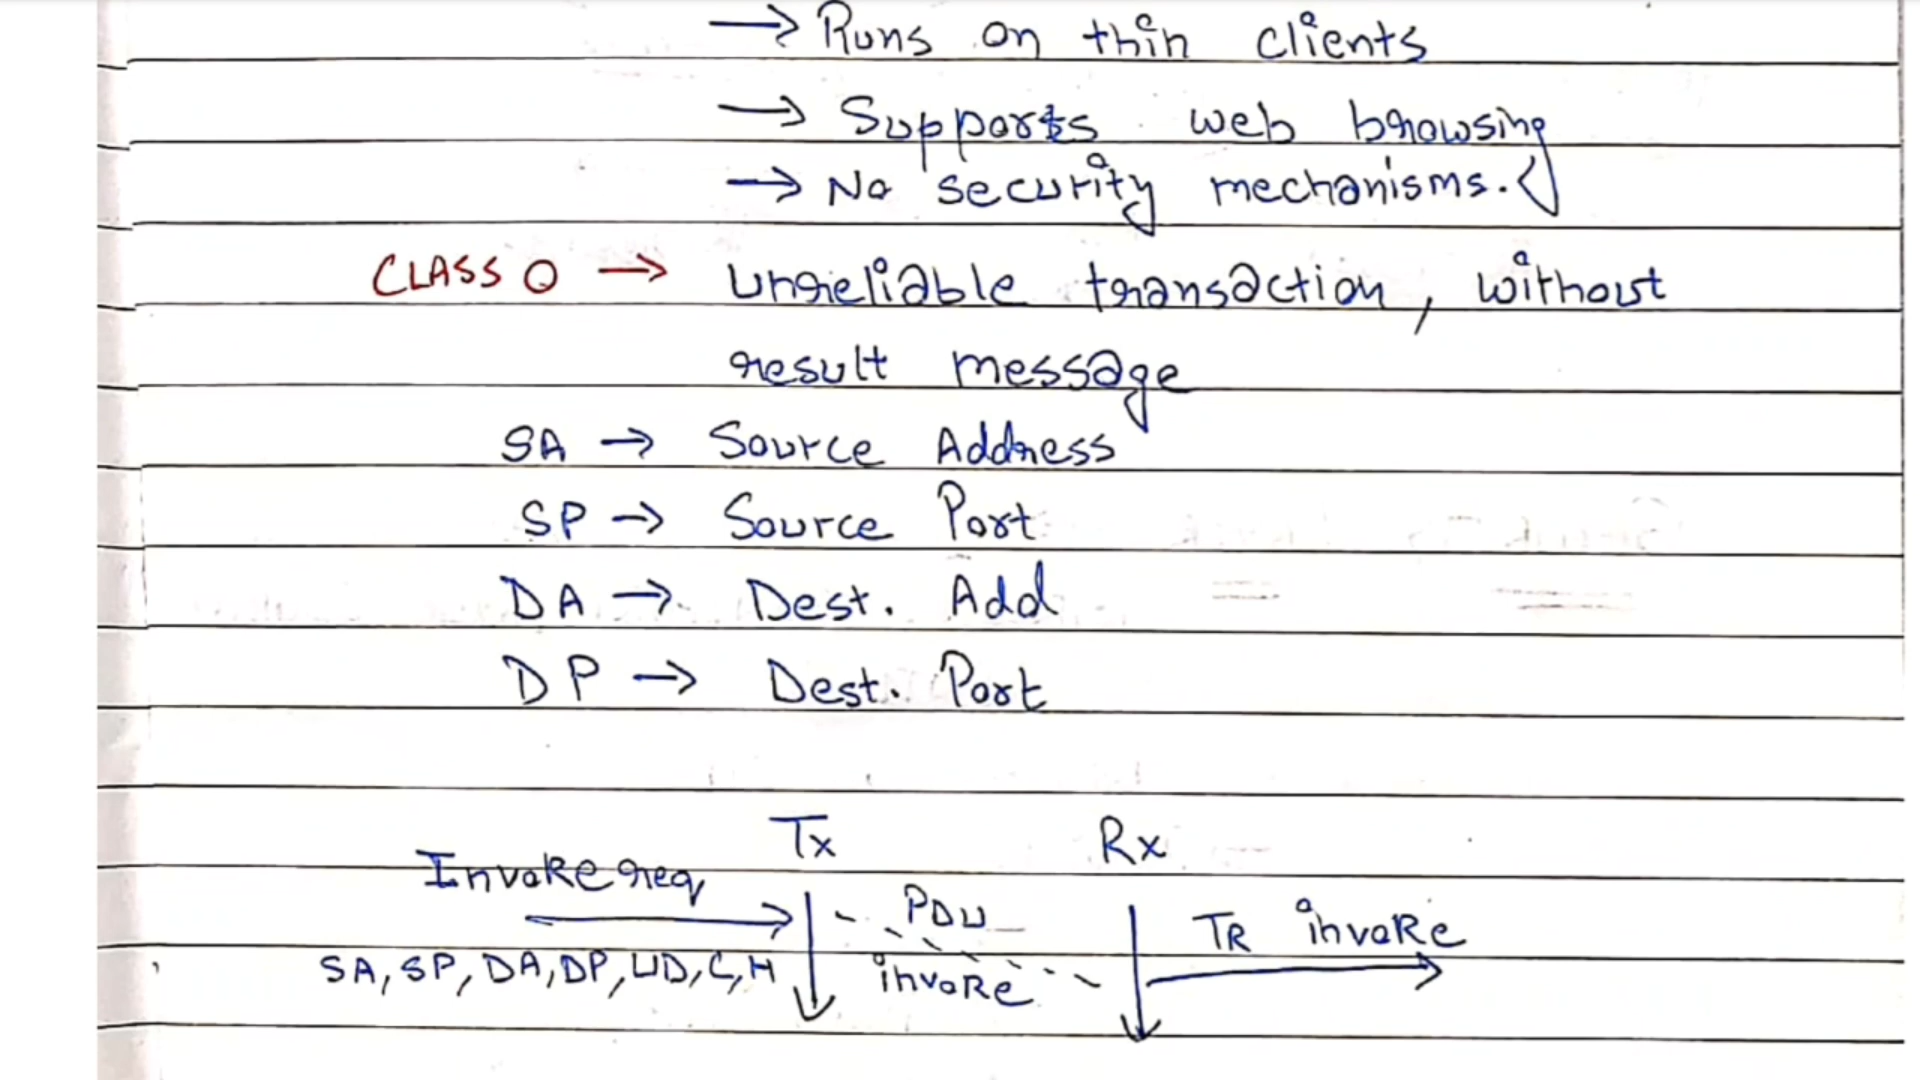 → Runs on thin clients
→ Supports web browsing
→ No security mechanisms.
CLASS 0 → unreliable transaction, without
result message
SA → Source Address
SP → Source Port
DA → Dest. Add
DP → Dest. Port
Tx Rx
Invoke req PDU TR invoke
SA, SP, DA, DP, UD, C, H invoke